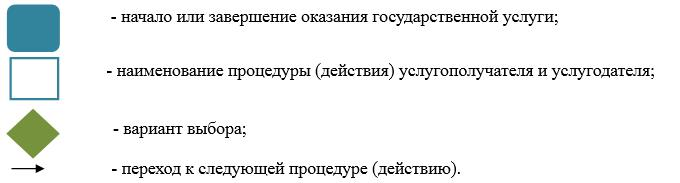 - начало или завершение оказания государственной услуги;
- наименование процедуры (действия) услугополучателя и услугодателя;
- вариант выбора;
- переход к следующей процедуре (действию).